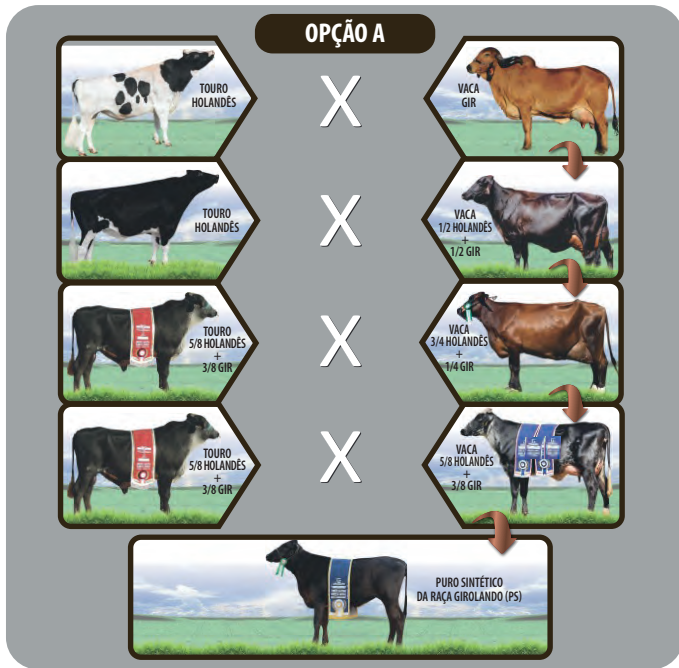 OPÇÃO A
TOURO
HOLANDÊS
X
VACA
GIR
TOURO
HOLANDÊS
X
VACA
1/2 HOLANDÊS
+
1/2 GIR
TOURO
5/8 HOLANDÊS
+
3/8 GIR
X
VACA
3/4 HOLANDÊS
+
1/4 GIR
TOURO
5/8 HOLANDÊS
+
3/8 GIR
X
VACA
5/8 HOLANDÊS
+
3/8 GIR
PURO SINTÉTICO
DA RAÇA GIROLANDO (PS)